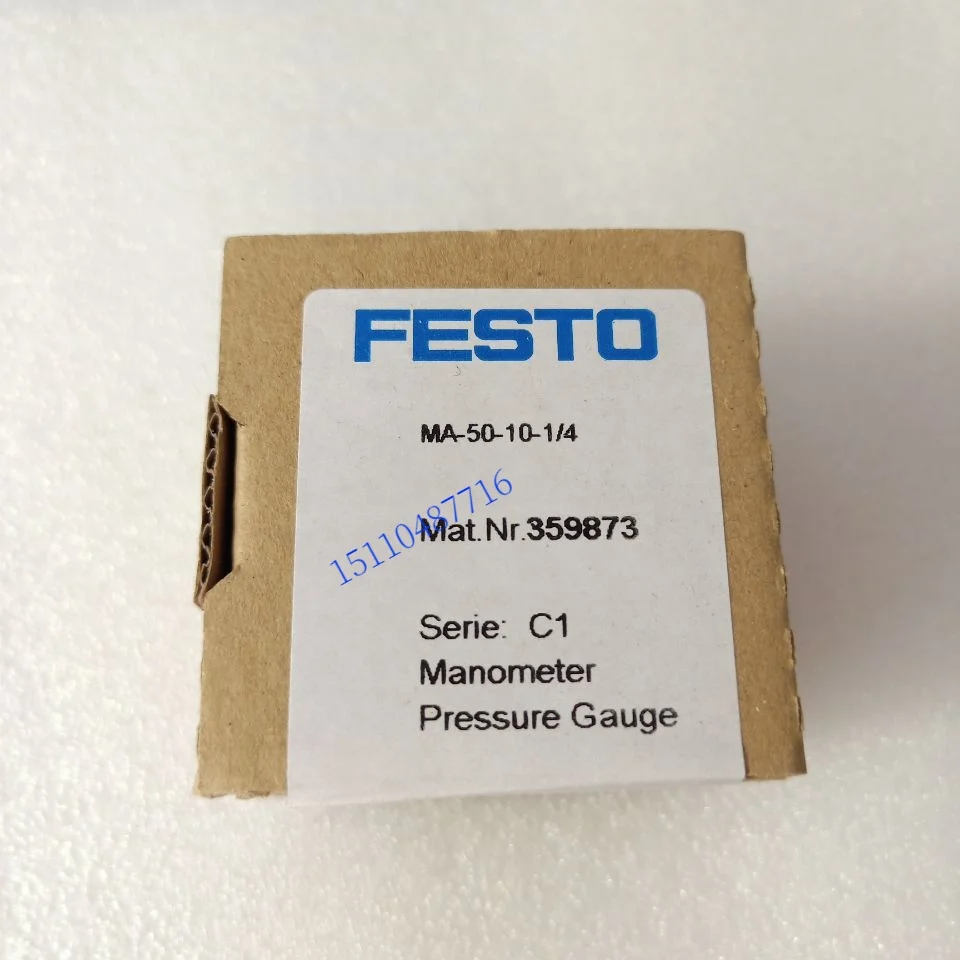 FESTO
MA-50-10-1/4
15110487716
Mat.Nr.359873
Serie: C1
Manometer
Pressure Gauge